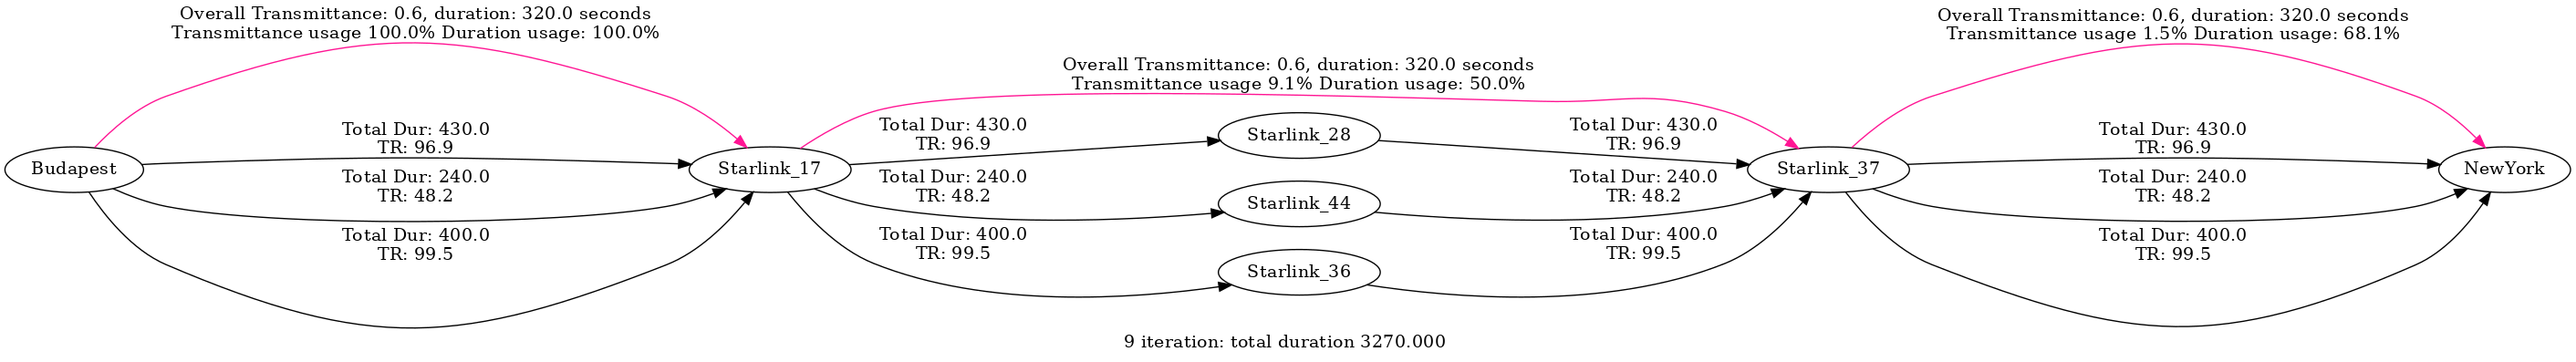 Overall Transmittance: 0.6, duration: 320.0 seconds
Transmittance usage 100.0% Duration usage: 100.0%
Overall Transmittance: 0.6, duration: 320.0 seconds
Transmittance usage 9.1% Duration usage: 50.0%
Overall Transmittance: 0.6, duration: 320.0 seconds
Transmittance usage 1.5% Duration usage: 68.1%
Budapest
Total Dur: 430.0
TR: 96.9
Total Dur: 240.0
TR: 48.2
Total Dur: 400.0
TR: 99.5
Starlink_17
Total Dur: 430.0
TR: 96.9
Total Dur: 240.0
TR: 48.2
Total Dur: 400.0
TR: 99.5
Starlink_28
Starlink_44
Starlink_36
Total Dur: 430.0
TR: 96.9
Total Dur: 240.0
TR: 48.2
Total Dur: 400.0
TR: 99.5
Starlink_37
Total Dur: 430.0
TR: 96.9
Total Dur: 240.0
TR: 48.2
Total Dur: 400.0
TR: 99.5
NewYork
9 iteration: total duration 3270.000